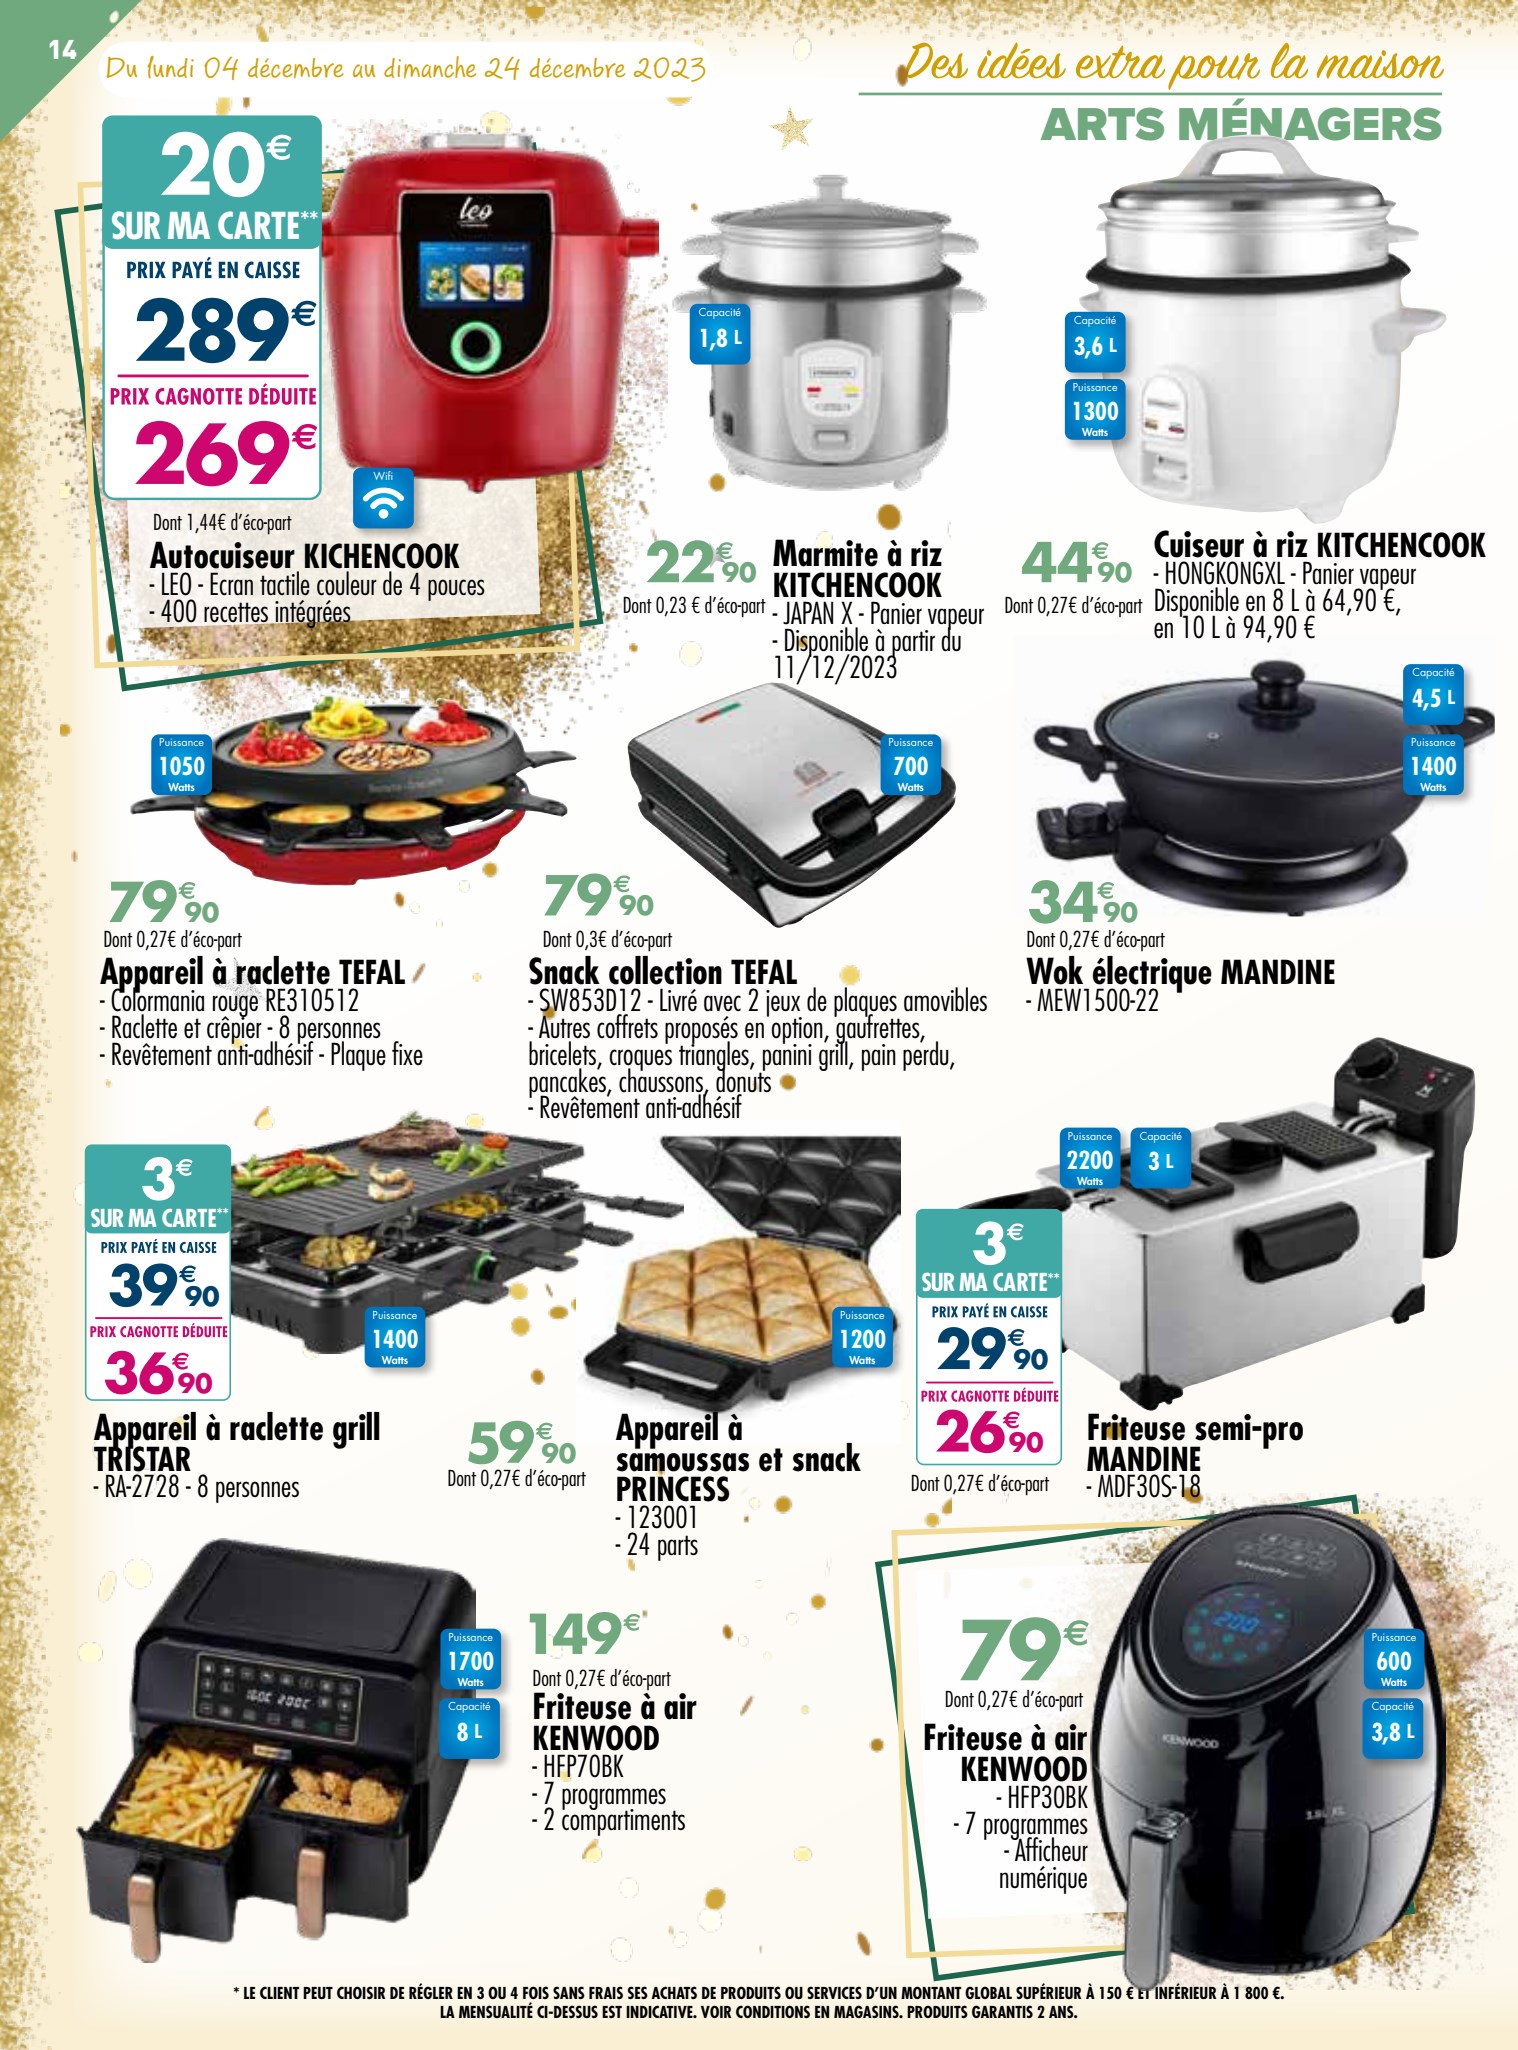 14
Du lundi 04 décembre au dimanche 24 décembre 2023
Des idées extra pour la maison
ARTS MÉNAGERS
20€
SUR MA CARTE**
PRIX PAYÉ EN CAISSE
289€
PRIX CAGNOTTE DÉDUITE
269€
leo
Wifi
Dont 1,44€ d'éco-part
Autocuiseur KICHENCOOK
- LEO - Ecran tactile couleur de 4 pouces
- 400 recettes intégrées
Capacité
1,8 L
22€90
Dont 0,23 € d'éco-part
Marmite à riz
KITCHENCOOK
- JAPAN X - Panier vapeur
- Disponible à partir du
11/12/2023
Capacité
3,6 L
Puissance
1300
Watts
44€90
Dont 0,27€ d'éco-part
Cuiseur à riz KITCHENCOOK
- HONGKONGXL - Panier vapeur
Disponible en 8 L à 64,90 €,
en 10 L à 94,90 €
Puissance
1050
Watts
79€90
Dont 0,27€ d'éco-part
Appareil à raclette TEFAL
- Colormania rouge RE310512
- Raclette et crêpier - 8 personnes
- Revêtement anti-adhésif - Plaque fixe
Puissance
700
Watts
79€90
Dont 0,3€ d'éco-part
Snack collection TEFAL
- SW853D12 - Livré avec 2 jeux de plaques amovibles
- Autres coffrets proposés en option, gaufrettes,
bricelets, croques triangles, panini grill, pain perdu,
pancakes, chaussons, donuts
- Revêtement anti-adhésif
Capacité
4,5 L
Puissance
1400
Watts
34€90
Dont 0,27€ d'éco-part
Wok électrique MANDINE
- MEW1500-22
3€
SUR MA CARTE**
PRIX PAYÉ EN CAISSE
39€90
PRIX CAGNOTTE DÉDUITE
36€90
Puissance
1400
Watts
Appareil à raclette grill
TRISTAR
- RA-2728 - 8 personnes
Puissance
1200
Watts
59€90
Dont 0,27€ d'éco-part
Appareil à
samoussas et snack
PRINCESS
- 123001
- 24 parts
Puissance
2200
Watts
Capacité
3 L
3€
SUR MA CARTE**
PRIX PAYÉ EN CAISSE
29€90
PRIX CAGNOTTE DÉDUITE
26€90
Dont 0,27€ d'éco-part
Friteuse semi-pro
MANDINE
- MDF30S-18
Puissance
1700
Watts
Capacité
8 L
149€
Dont 0,27€ d'éco-part
Friteuse à air
KENWOOD
- HFP70BK
- 7 programmes
- 2 compartiments
79€
Dont 0,27€ d'éco-part
Friteuse à air
KENWOOD
- HFP30BK
- 7 programmes
- Afficheur
numérique
200
KENWOOD
Puissance
600
Watts
Capacité
3,8 L
* LE CLIENT PEUT CHOISIR DE RÉGLER EN 3 OU 4 FOIS SANS FRAIS SES ACHATS DE PRODUITS OU SERVICES D'UN MONTANT GLOBAL SUPÉRIEUR À 150 € ET INFÉRIEUR À 1 800 €.
LA MENSUALITÉ CI-DESSUS EST INDICATIVE. VOIR CONDITIONS EN MAGASINS. PRODUITS GARANTIS 2 ANS.